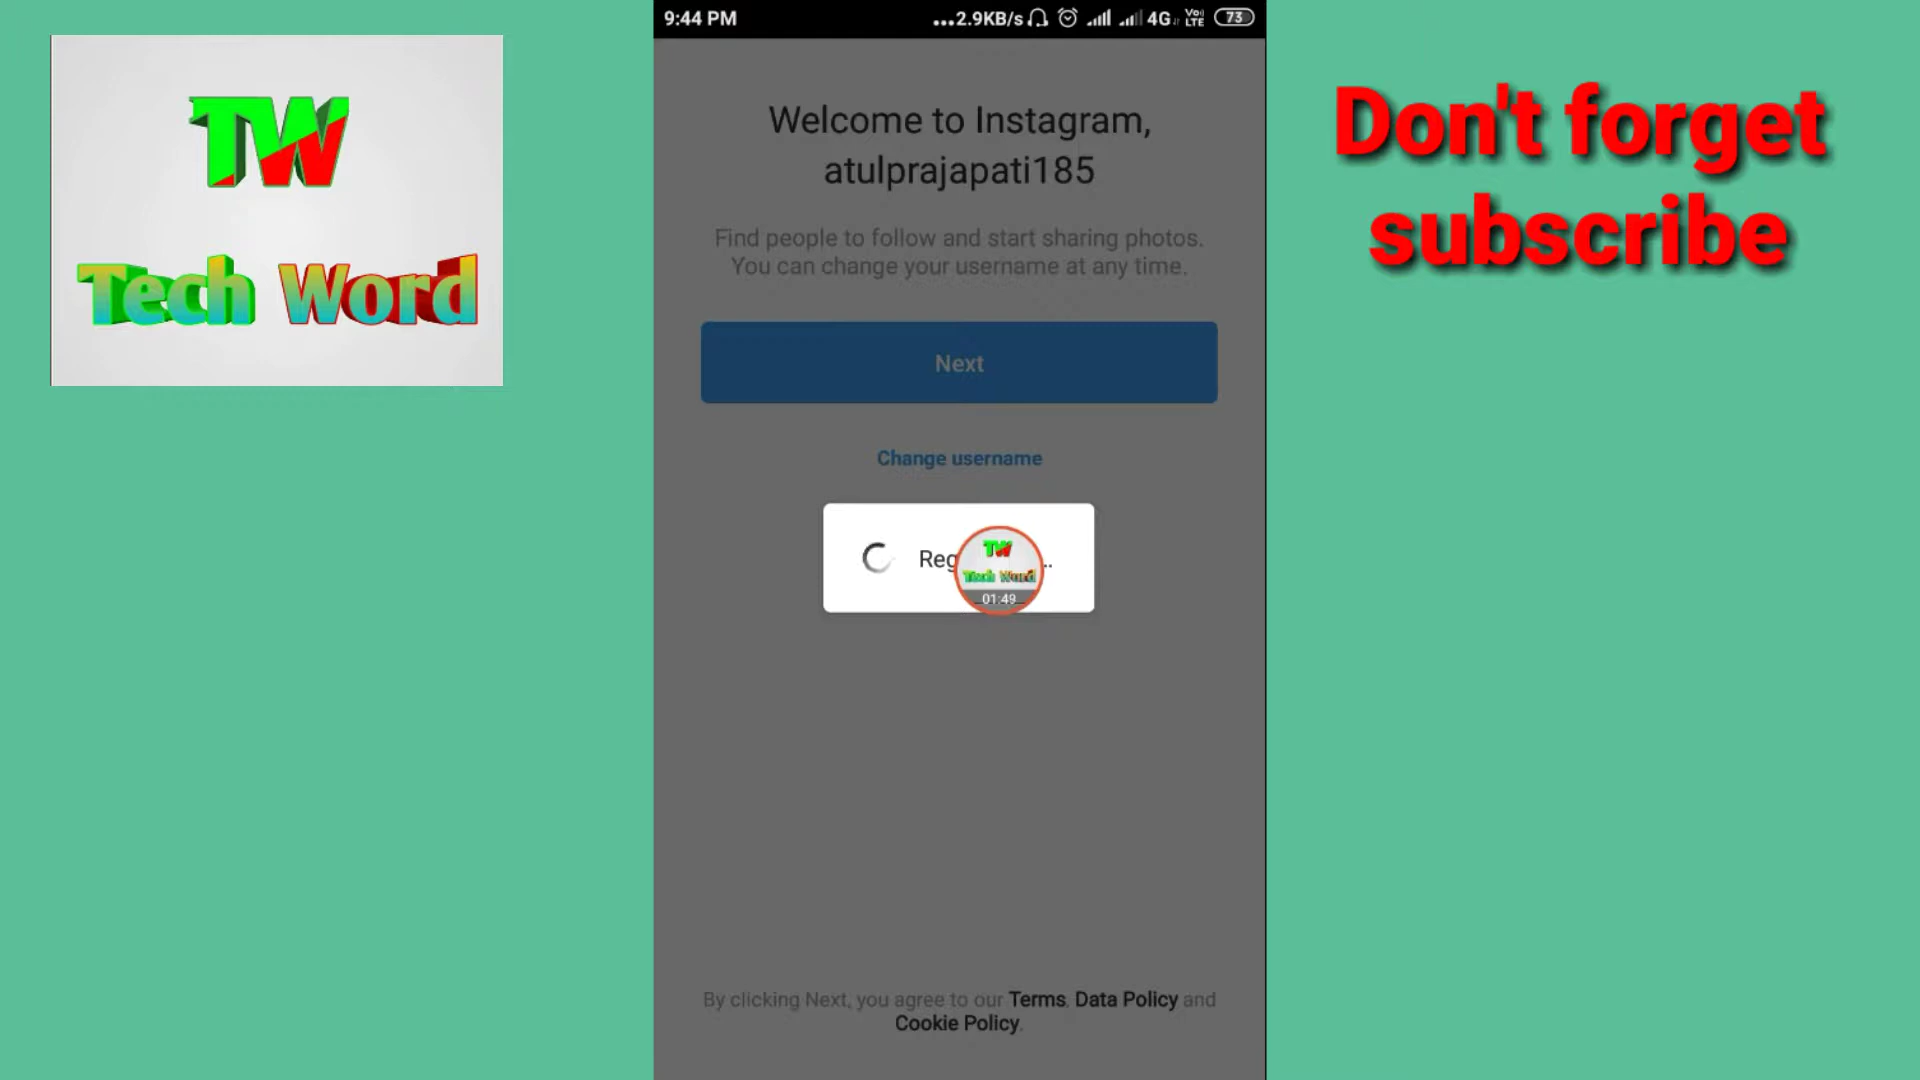 9:44 PM
...2.9KB/s 4G Vo LTE 73
TW
Tech Word
Don't forget
subscribe
Welcome to Instagram,
atulprajapati185
Find people to follow and start sharing photos.
You can change your username at any time.
Next
Change username
TW
Tech Word
01:49
By clicking Next, you agree to our Terms, Data Policy and
Cookie Policy.